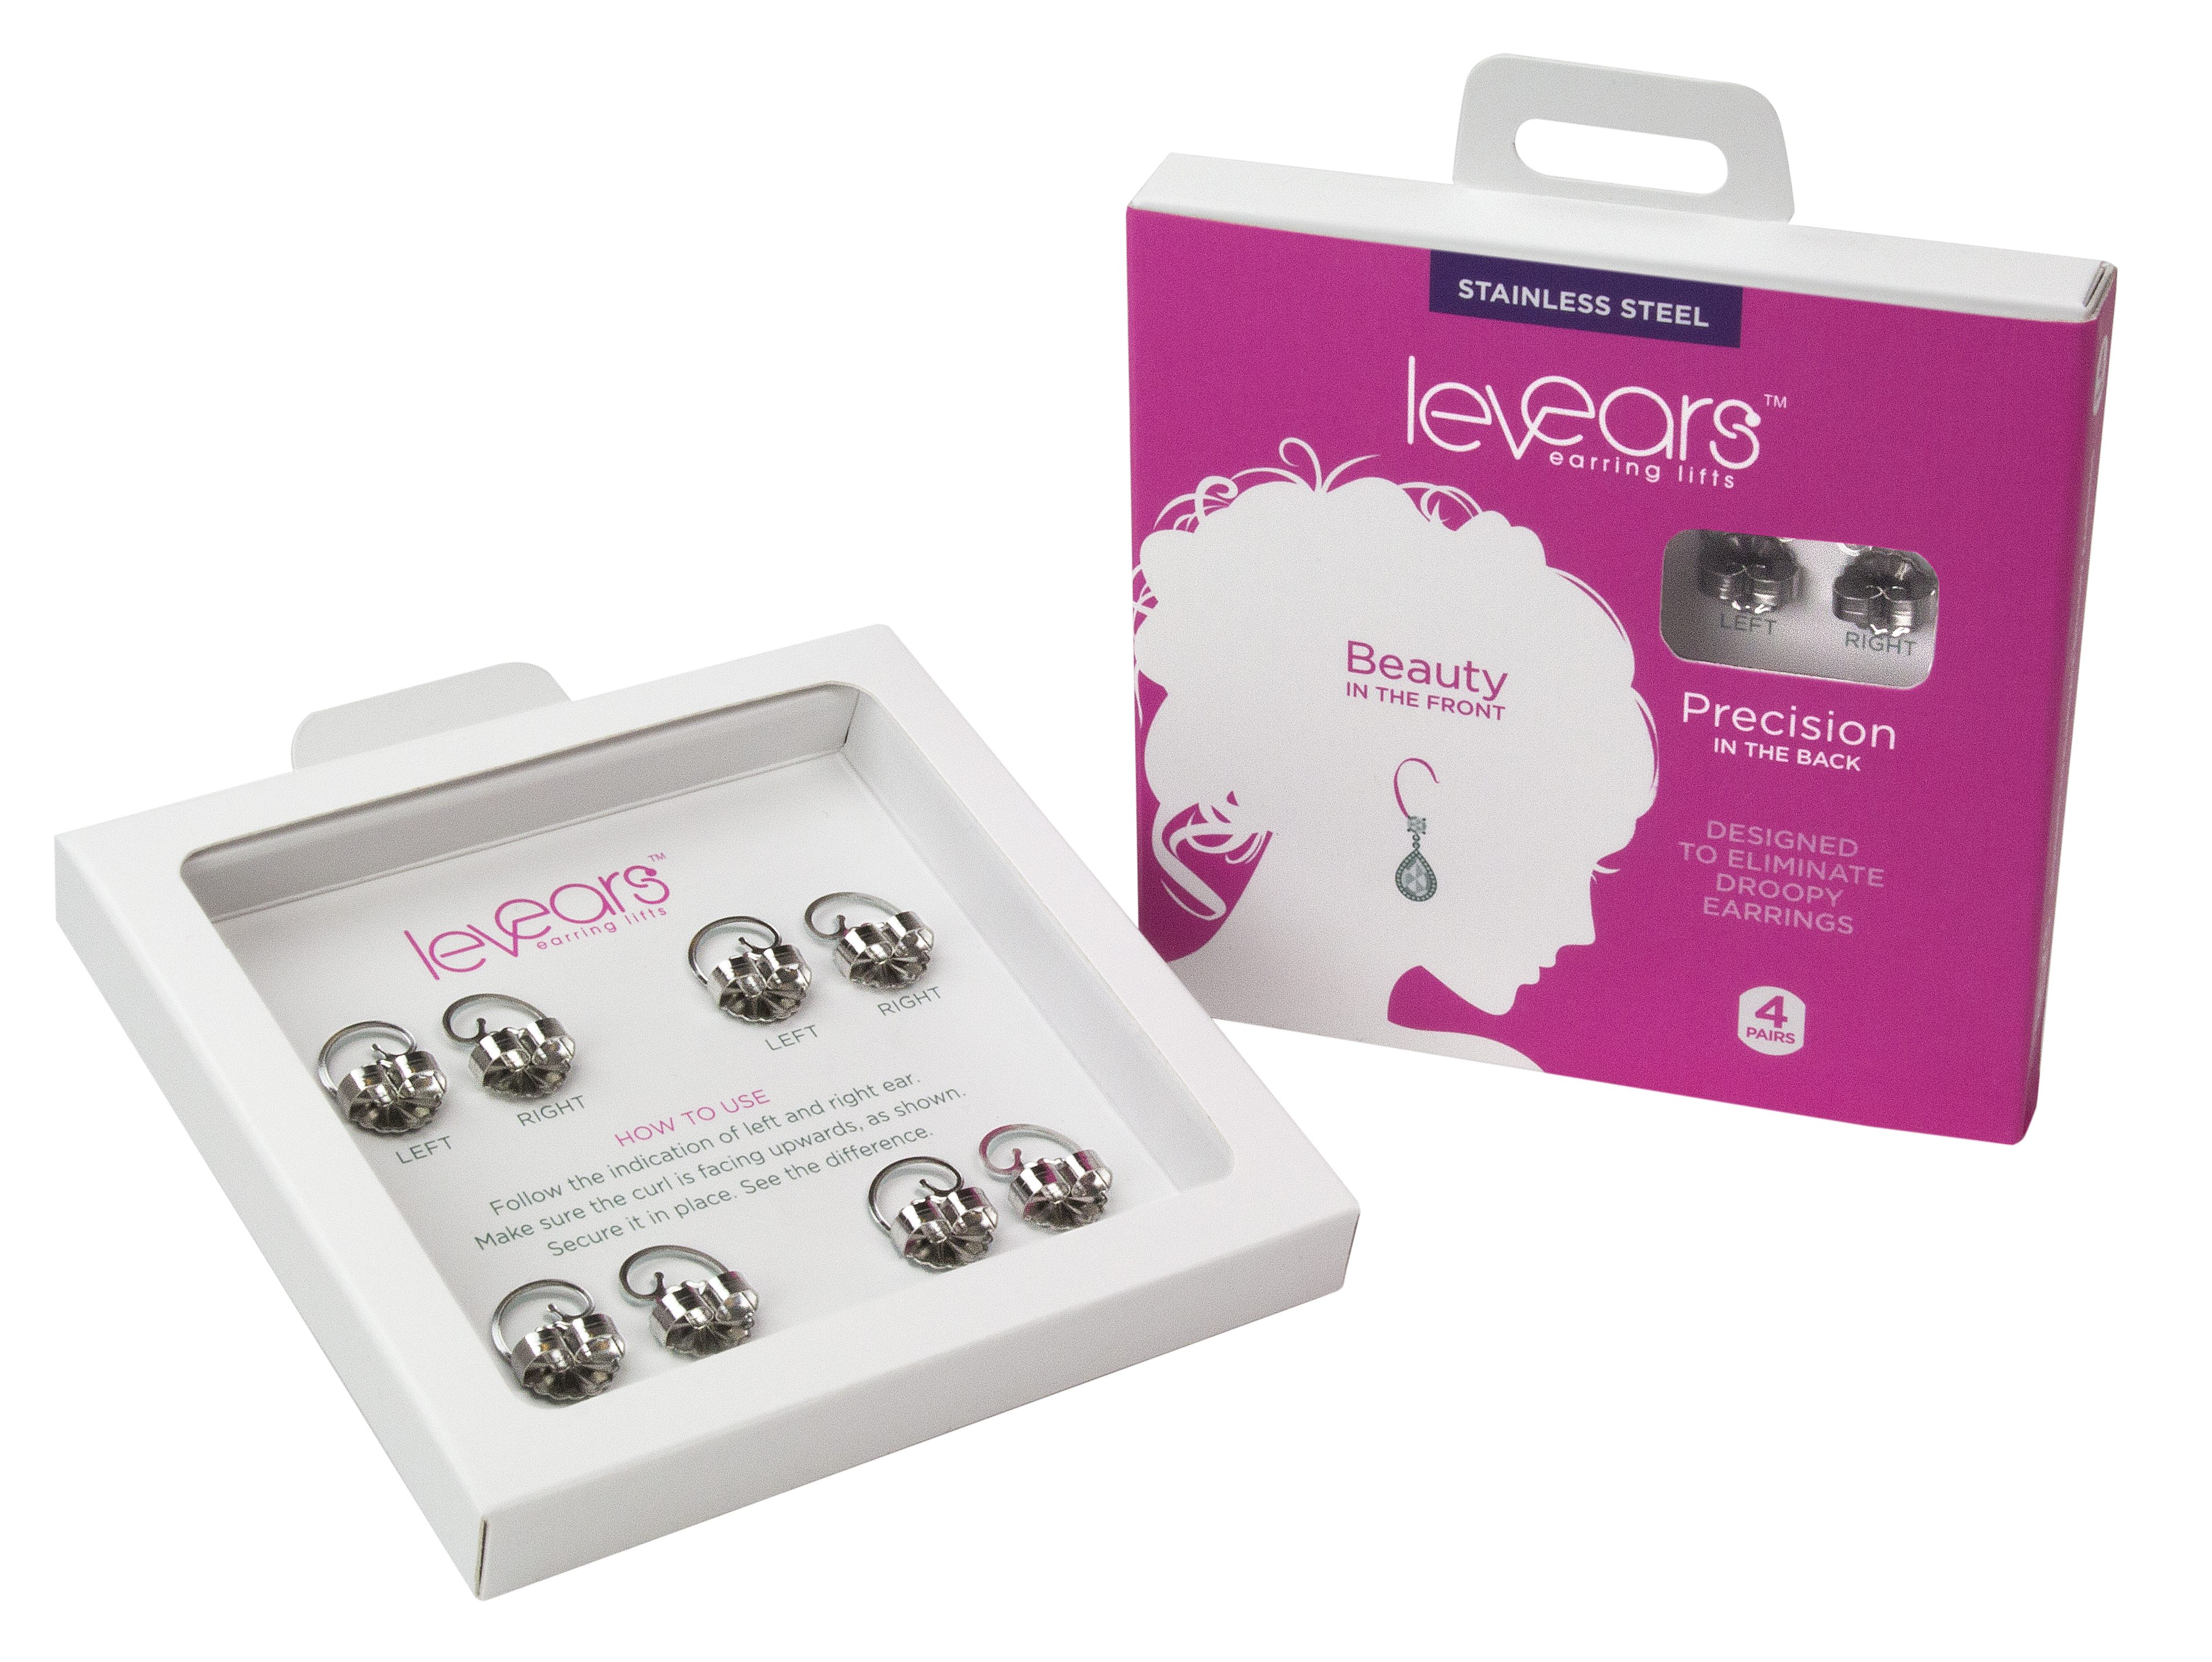 STAINLESS STEEL
levears™
earring lifts
LEFT
RIGHT
Beauty
IN THE FRONT
Precision
IN THE BACK
DESIGNED
TO ELIMINATE
DROOPY
EARRINGS
4
PAIRS
levears™
earring lifts
LEFT
RIGHT
LEFT
RIGHT
HOW TO USE
Follow the indication of left and right ear.
Make sure the curl is facing upwards, as shown.
Secure it in place. See the difference.